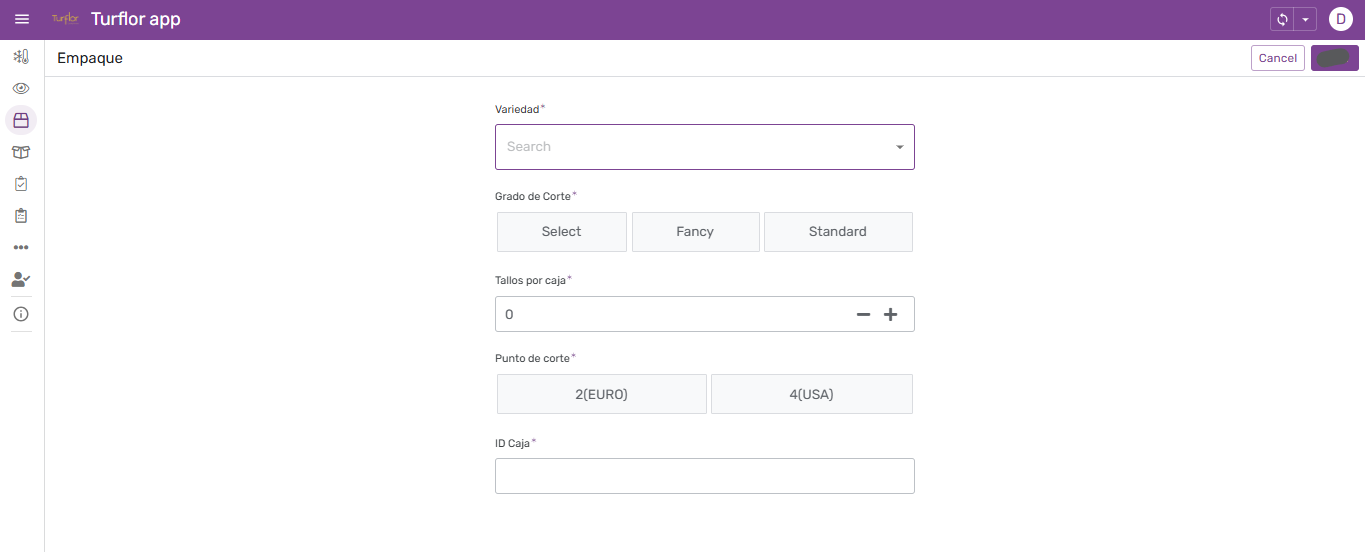 Turflor Turflor app D
Empaque Cancel
Variedad*
Search
Grado de Corte*
Select Fancy Standard
Tallos por caja*
0
Punto de corte*
2(EURO) 4(USA)
ID Caja*